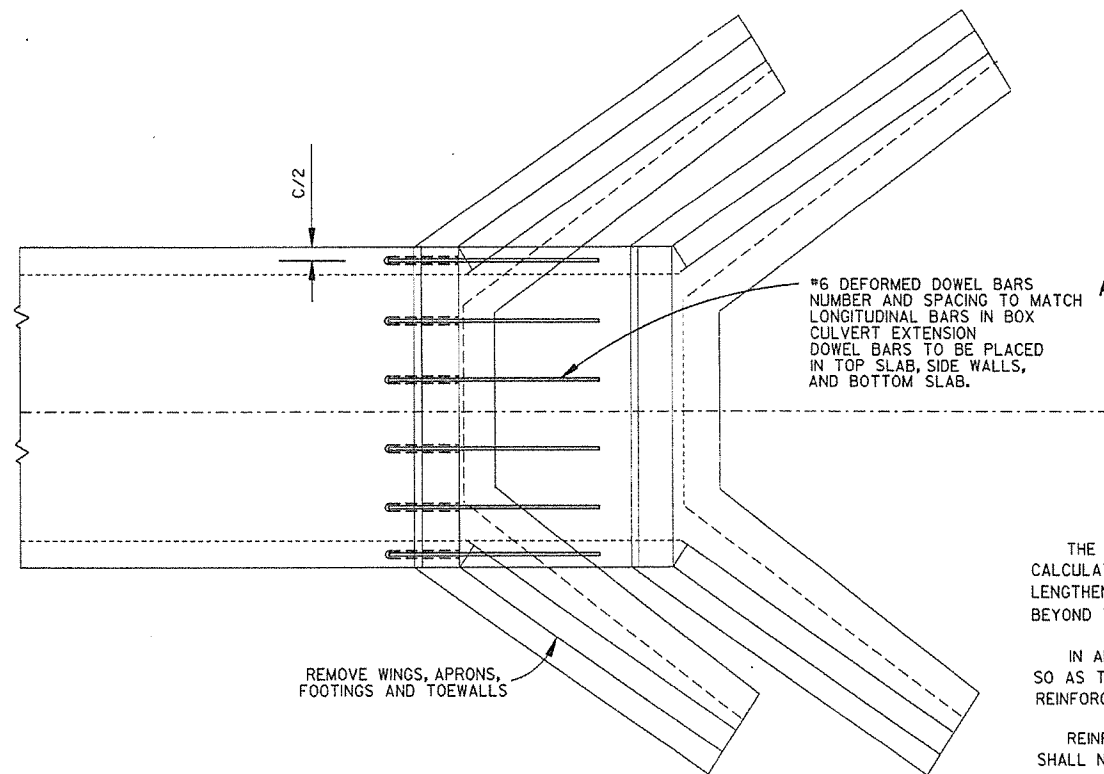 C/2
#6 DEFORMED DOWEL BARS
NUMBER AND SPACING TO MATCH
LONGITUDINAL BARS IN BOX
CULVERT EXTENSION
DOWEL BARS TO BE PLACED
IN TOP SLAB, SIDE WALLS,
AND BOTTOM SLAB.
REMOVE WINGS, APRONS,
FOOTINGS AND TOEWALLS
THE
CALCULAT
LENGTHEN
BEYOND
IN A
SO AS T
REINFORC
REINF
SHALL N